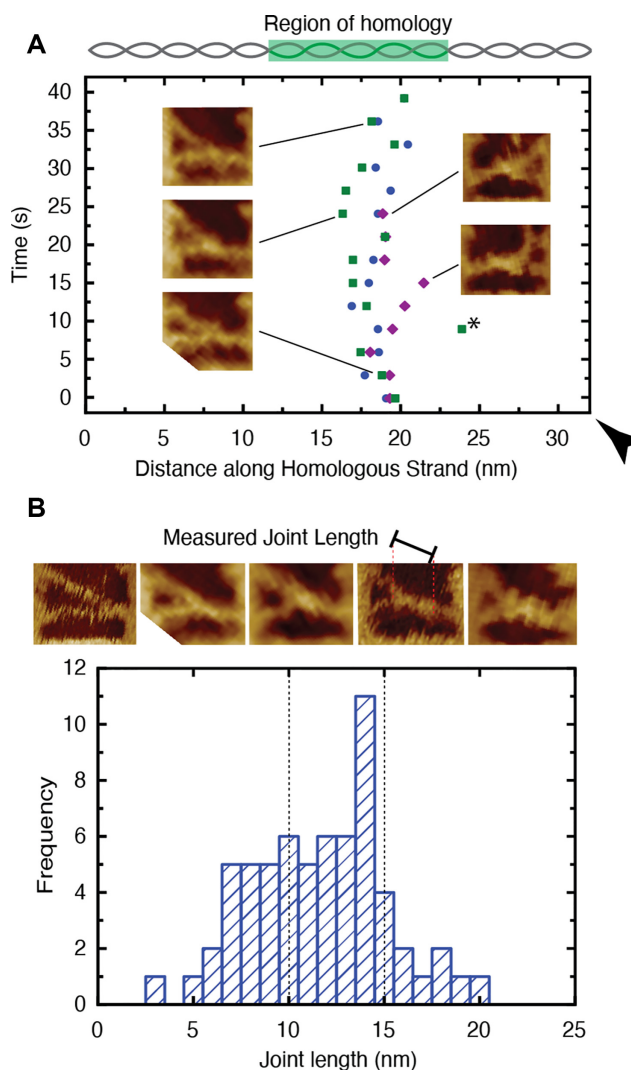 Region of homology
A
40
35
30
25
20
15
10
5
0
Time (s)
*
0 5 10 15 20 25 30
Distance along Homologous Strand (nm)
B
Measured Joint Length
12
10
8
6
4
2
0
Frequency
0 5 10 15 20 25
Joint length (nm)